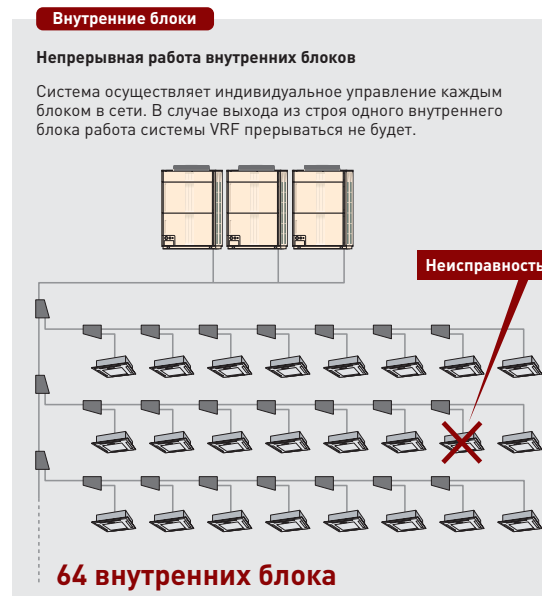 Внутренние блоки
Непрерывная работа внутренних блоков
Система осуществляет индивидуальное управление каждым
блоком в сети. В случае выхода из строя одного внутреннего
блока работа системы VRF прерываться не будет.
Неисправность
64 внутренних блока